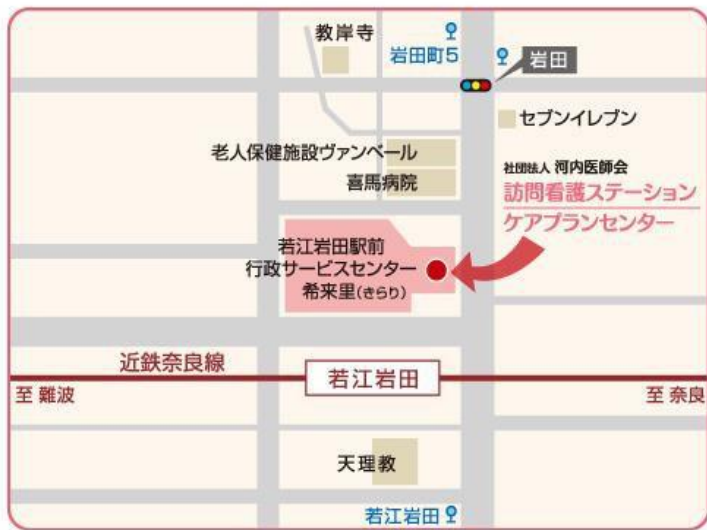 教岸寺
岩田町5
岩田
セブンイレブン
老人保健施設ヴァンベール
喜馬病院
社団法人 河内医師会
訪問看護ステーション
ケアプランセンター
若江岩田駅前
行政サービスセンター
希来里(きらり)
近鉄奈良線
若江岩田
至 難波
至 奈良
天理教
若江岩田